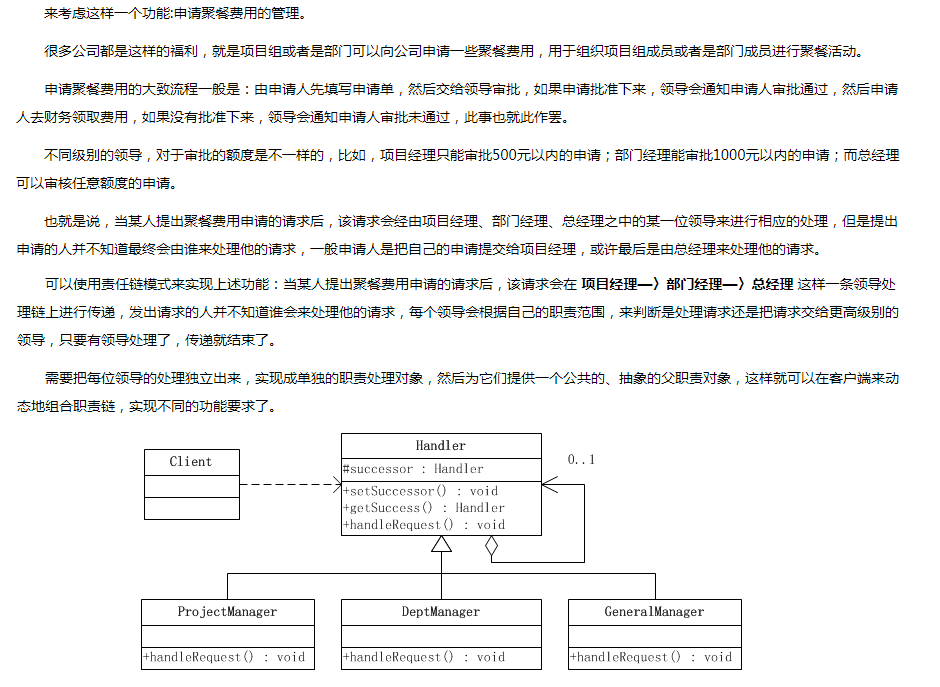 来考虑这样一个功能:申请聚餐费用的管理。
很多公司都是这样的福利，就是项目组或者是部门可以向公司申请一些聚餐费用，用于组织项目组成员或者是部门成员进行聚餐活动。
申请聚餐费用的大致流程一般是：由申请人先填写申请单，然后交给领导审批，如果申请批准下来，领导会通知申请人审批通过，然后申请
人去财务领取费用，如果没有批准下来，领导会通知申请人审批未通过，此事也就此作罢。
不同级别的领导，对于审批的额度是不一样的，比如，项目经理只能审批500元以内的申请；部门经理能审批1000元以内的申请；而总经理
可以审核任意额度的申请。
也就是说，当某人提出聚餐费用申请的请求后，该请求会经由项目经理、部门经理、总经理之中的某一位领导来进行相应的处理，但是提出
申请的人并不知道最终会由谁来处理他的请求，一般申请人是把自己的申请提交给项目经理，或许最后是由总经理来处理他的请求。
可以使用责任链模式来实现上述功能：当某人提出聚餐费用申请的请求后，该请求会在 项目经理—〉部门经理—〉总经理 这样一条领导处
理链上进行传递，发出请求的人并不知道谁会来处理他的请求，每个领导会根据自己的职责范围，来判断是处理请求还是把请求交给更高级别的
领导，只要有领导处理了，传递就结束了。
需要把每位领导的处理独立出来，实现成单独的职责处理对象，然后为它们提供一个公共的、抽象的父职责对象，这样就可以在客户端来动
态地组合职责链，实现不同的功能要求了。
Client
Handler
#successor : Handler
+setSuccessor() : void
+getSuccess() : Handler
+handleRequest() : void
0..1
ProjectManager
+handleRequest() : void
DeptManager
+handleRequest() : void
GeneralManager
+handleRequest() : void